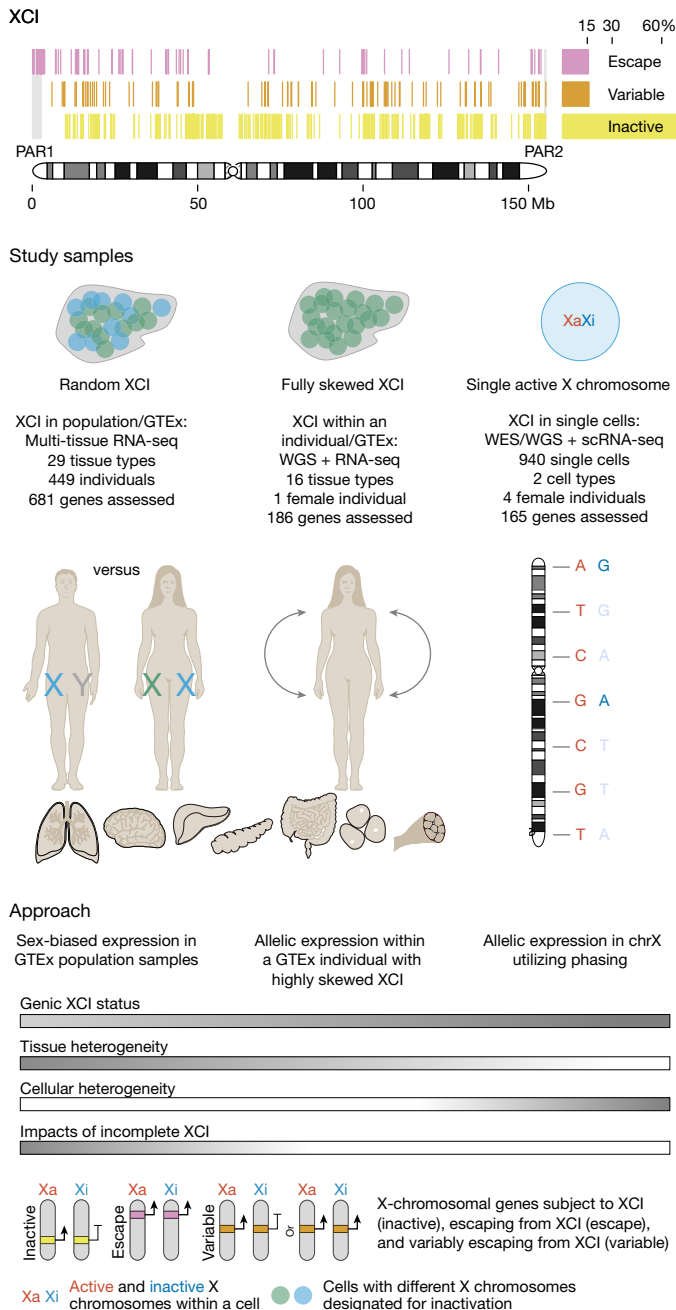 XCI
15 30 60%
Escape
Variable
Inactive
PAR1
PAR2
0 50 100 150 Mb
Study samples
XaXi
Random XCI
Fully skewed XCI
Single active X chromosome
XCI in population/GTEx:
Multi-tissue RNA-seq
29 tissue types
449 individuals
681 genes assessed
XCI within an
individual/GTEx:
WGS + RNA-seq
16 tissue types
1 female individual
186 genes assessed
XCI in single cells:
WES/WGS + scRNA-seq
940 single cells
2 cell types
4 female individuals
165 genes assessed
versus
X Y
X X
A G
T G
C A
G A
C T
G T
T A
Approach
Sex-biased expression in
GTEx population samples
Allelic expression within
a GTEx individual with
highly skewed XCI
Allelic expression in chrX
utilizing phasing
Genic XCI status
Tissue heterogeneity
Cellular heterogeneity
Impacts of incomplete XCI
Inactive
Xa Xi
Escape
Xa Xi
Variable
Xa Xi
Or
Xa Xi
X-chromosomal genes subject to XCI
(inactive), escaping from XCI (escape),
and variably escaping from XCI (variable)
Xa Xi Active and inactive X
chromosomes within a cell
Cells with different X chromosomes
designated for inactivation